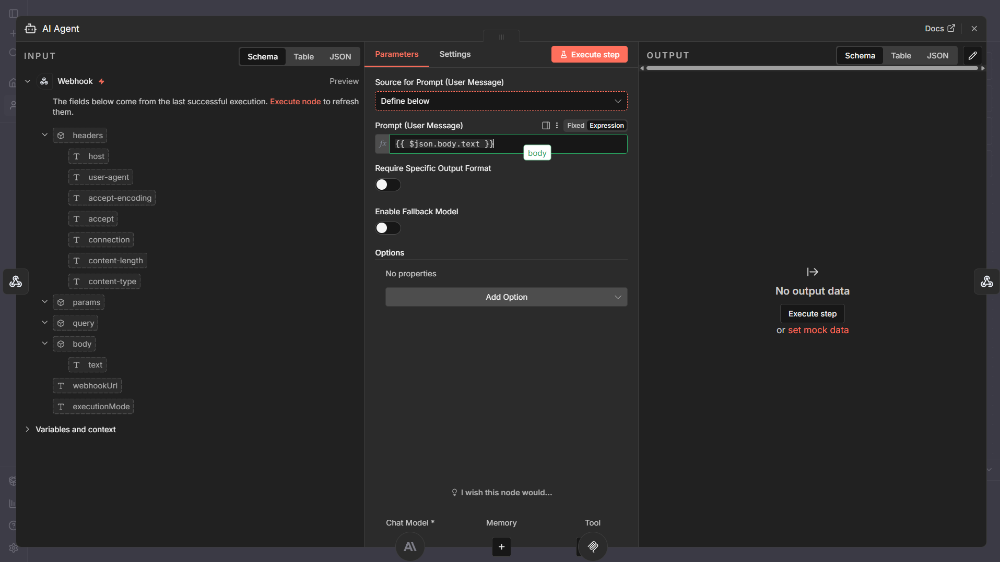 AI Agent
Docs
INPUT
Schema
Table
JSON
Webhook
Preview
The fields below come from the last successful execution. Execute node to refresh
them.
headers
host
user-agent
accept-encoding
accept
connection
content-length
content-type
params
query
body
text
webhookUrl
executionMode
Variables and context
Parameters
Settings
Execute step
Source for Prompt (User Message)
Define below
Prompt (User Message)
Fixed
Expression
fx
{{ $json.body.text }}
body
Require Specific Output Format
Enable Fallback Model
Options
No properties
Add Option
I wish this node would...
Chat Model *
Memory
Tool
OUTPUT
Schema
Table
JSON
No output data
Execute step
or set mock data